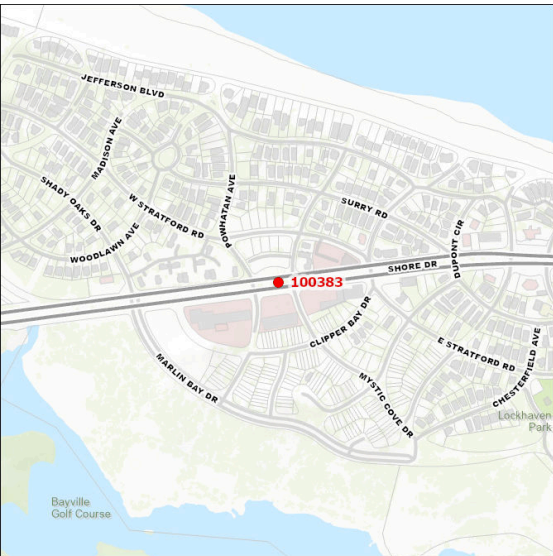 JEFFERSON BLVD
MADISON AVE
SHADY OAKS DR
W STRATFORD RD
POWHATAN AVE
SURRY RD
WOODLAWN AVE
DUPONT CIR
SHORE DR
100383
CLIPPER BAY DR
E STRATFORD RD
MARLIN BAY DR
MYSTIC COVE DR
CHESTERFIELD AVE
Lockhaven
Park
Bayville
Golf Course